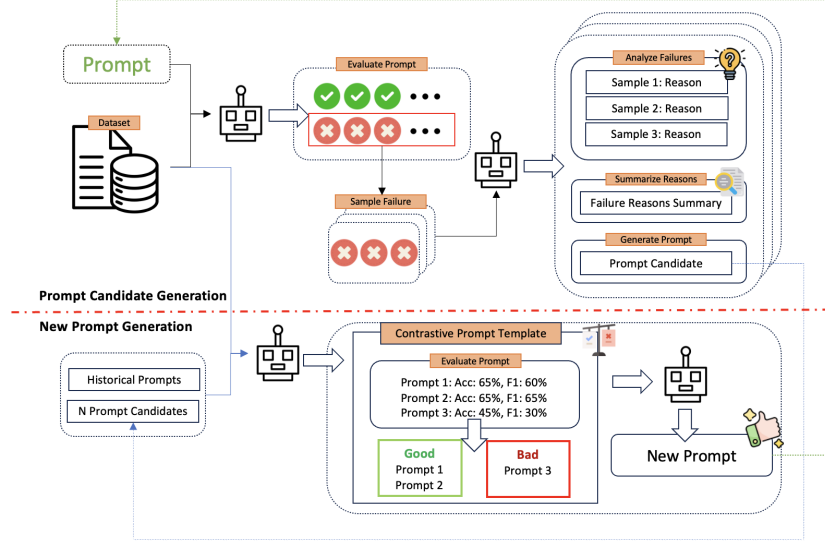 Prompt
Dataset
Evaluate Prompt
Sample Failure
Analyze Failures
Sample 1: Reason
Sample 2: Reason
Sample 3: Reason
Summarize Reasons
Failure Reasons Summary
Generate Prompt
Prompt Candidate
Prompt Candidate Generation
New Prompt Generation
Historical Prompts
N Prompt Candidates
Contrastive Prompt Template
Evaluate Prompt
Prompt 1: Acc: 65%, F1: 60%
Prompt 2: Acc: 65%, F1: 65%
Prompt 3: Acc: 45%, F1: 30%
Good
Prompt 1
Prompt 2
Bad
Prompt 3
New Prompt